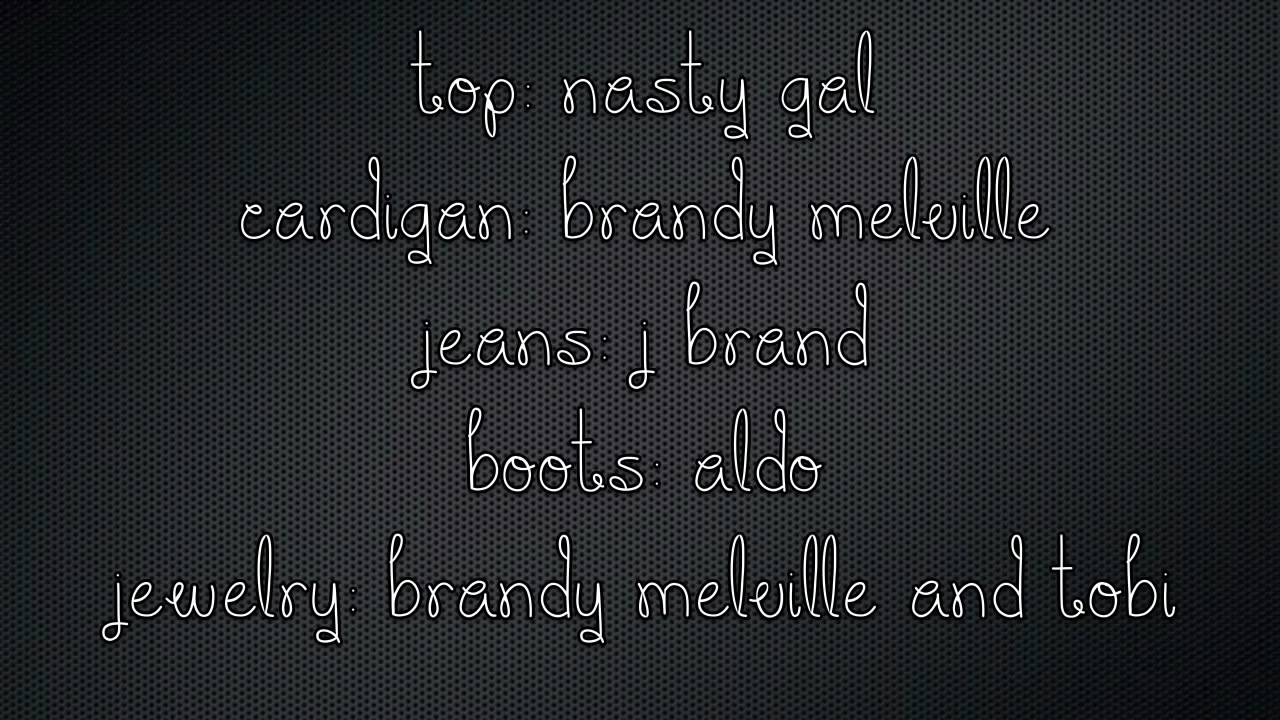 top: nasty gal
cardigan: brandy melville
jeans: j brand
boots: aldo
jewelry: brandy melville and tobi